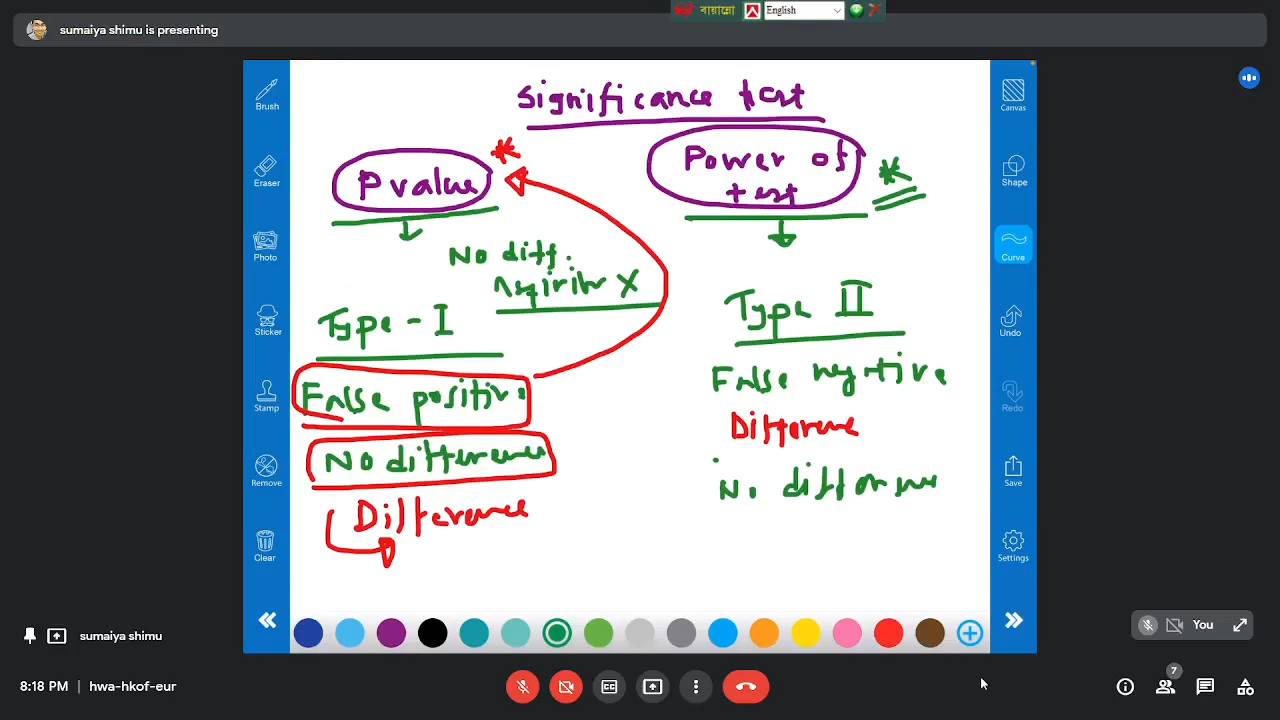 বায়ান্নো English
sumaiya shimu is presenting
Significance test
P value
Power of
test
No diff.
X
Type - I
Type II
False positive
False negative
No difference
Difference
Difference
No difference
Brush
Eraser
Photo
Sticker
Stamp
Remove
Clear
Canvas
Shape
Curve
Undo
Redo
Save
Settings
sumaiya shimu
You
8:18 PM | hwa-hkof-eur
CC
7